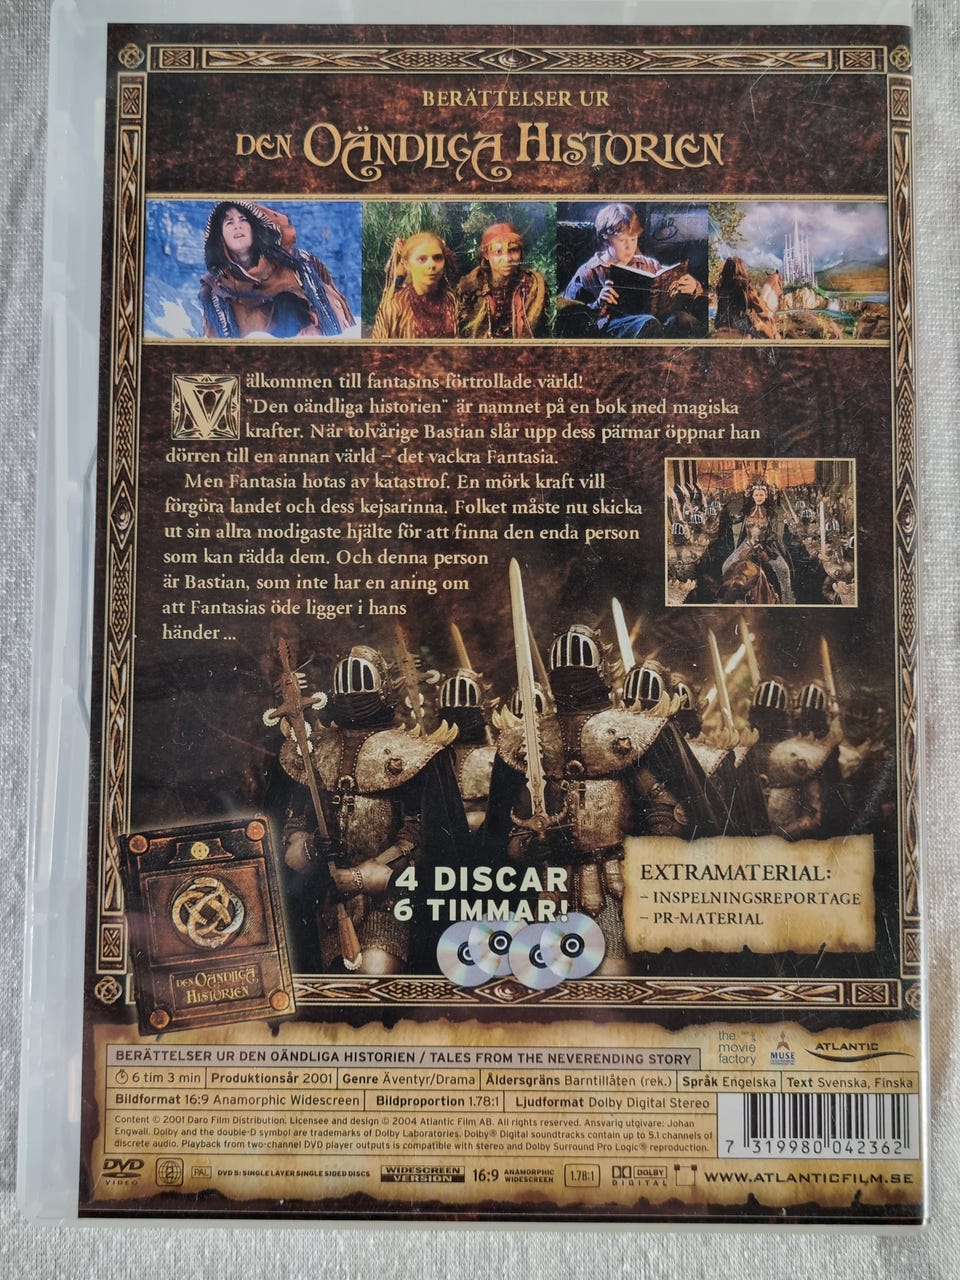 BERÄTTELSER UR
DEN OÄNDLIGA HISTORIEN
Välkommen till fantasins förtrollade värld!
"Den oändliga historien" är namnet på en bok med magiska
krafter. När tolvårige Bastian slår upp dess pärmar öppnar han
dörren till en annan värld – det vackra Fantasia.
Men Fantasia hotas av katastrof. En mörk kraft vill
förgöra landet och dess kejsarinna. Folket måste nu skicka
ut sin allra modigaste hjälte för att finna den enda person
som kan rädda dem. Och denna person
är Bastian, som inte har en aning om
att Fantasias öde ligger i hans
händer ...
4 DISCAR
6 TIMMAR!
EXTRAMATERIAL:
– INSPELNINGSREPORTAGE
– PR-MATERIAL
DEN OÄNDLIGA
HISTORIEN
the
movie
factory
MUSE
ATLANTIC
BERÄTTELSER UR DEN OÄNDLIGA HISTORIEN / TALES FROM THE NEVERENDING STORY
6 tim 3 min Produktionsår 2001 Genre Äventyr/Drama Åldersgräns Barntillåten (rek.) Språk Engelska Text Svenska, Finska
Bildformat 16:9 Anamorphic Widescreen Bildproportion 1.78:1 Ljudformat Dolby Digital Stereo
Content © 2001 Daro Film Distribution. Licensee and design © 2004 Atlantic Film AB. All rights reserved. Ansvarig utgivare: Johan
Engwall. Dolby and the double-D symbol are trademarks of Dolby Laboratories. Dolby® Digital soundtracks contain up to 5.1 channels of
discrete audio. Playback from two-channel DVD player outputs is compatible with stereo and Dolby Surround Pro Logic® reproduction.
7 319980 042362
DVD VIDEO 2 PAL DVD 5: SINGLE LAYER SINGLE SIDED DISCS WIDESCREEN VERSION 16:9 ANAMORPHIC WIDESCREEN 1.78:1 DOLBY DIGITAL WWW.ATLANTICFILM.SE